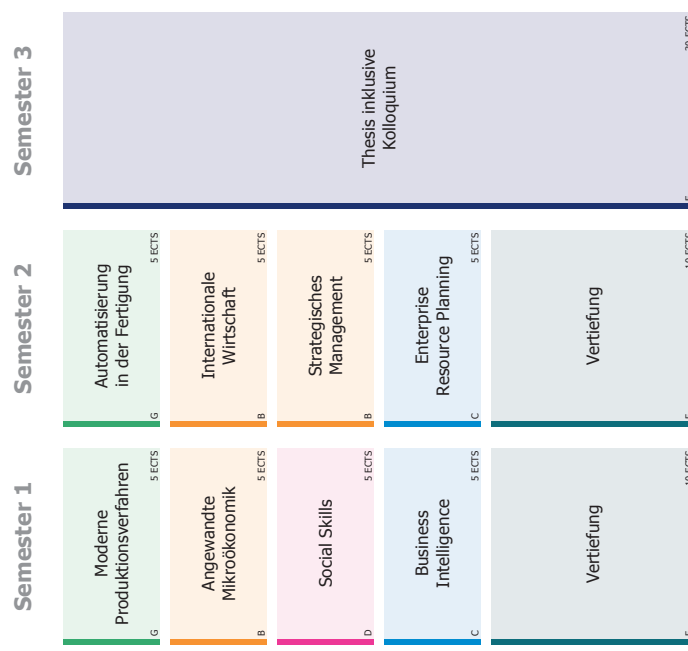 Semester 1
Moderne
Produktionsverfahren
G
5 ECTS
Angewandte
Mikroökonomik
B
5 ECTS
Social Skills
D
5 ECTS
Business
Intelligence
C
5 ECTS
Vertiefung
Semester 2
Automatisierung
in der Fertigung
G
5 ECTS
Internationale
Wirtschaft
B
5 ECTS
Strategisches
Management
B
5 ECTS
Enterprise
Resource Planning
C
5 ECTS
Vertiefung
Semester 3
Thesis inklusive
Kolloquium